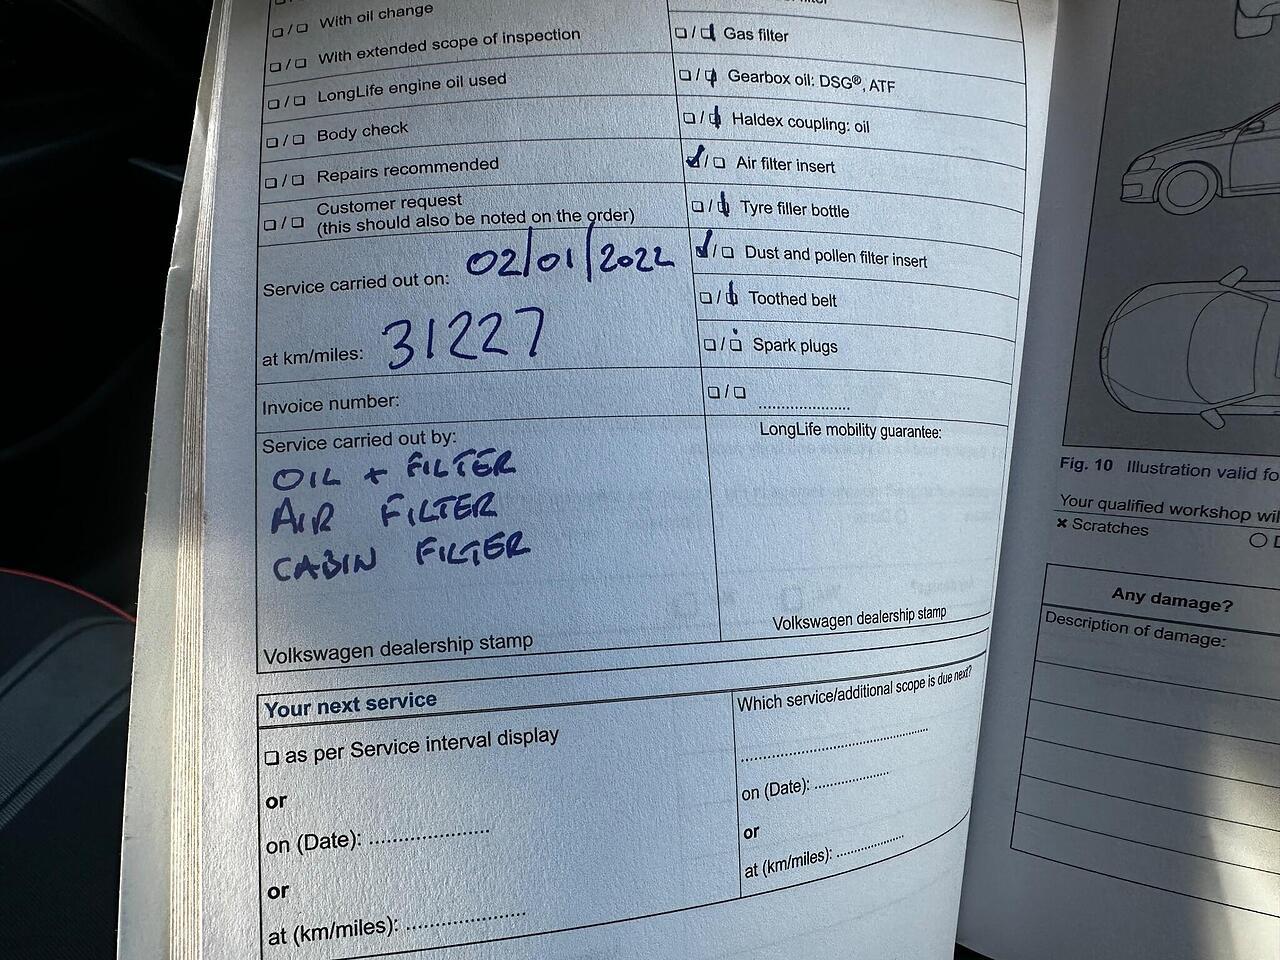 ☐ / ☐ With oil change
☐ / ☐ With extended scope of inspection
☐ / ☐ LongLife engine oil used
☐ / ☐ Body check
☐ / ☐ Repairs recommended
☐ / ☐ Customer request
(this should also be noted on the order)
Service carried out on: 02/01/2022
at km/miles: 31227
Invoice number:
Service carried out by:
OIL + FILTER
AIR FILTER
CABIN FILTER
Volkswagen dealership stamp
☐ / ☐ Gas filter
☐ / ☐ Gearbox oil: DSG®, ATF
☐ / ☐ Haldex coupling: oil
☑ / ☐ Air filter insert
☐ / ☐ Tyre filler bottle
☑ / ☐ Dust and pollen filter insert
☐ / ☐ Toothed belt
☐ / ☐ Spark plugs
☐ / ☐ ....................
LongLife mobility guarantee:
Volkswagen dealership stamp
Your next service
☐ as per Service interval display
or
on (Date): ....................
or
at (km/miles): ....................
Which service/additional scope is due next?
........................................
on (Date): ................
or
at (km/miles): ..............
Fig. 10 Illustration valid fo
Your qualified workshop wil
× Scratches
Any damage?
Description of damage: